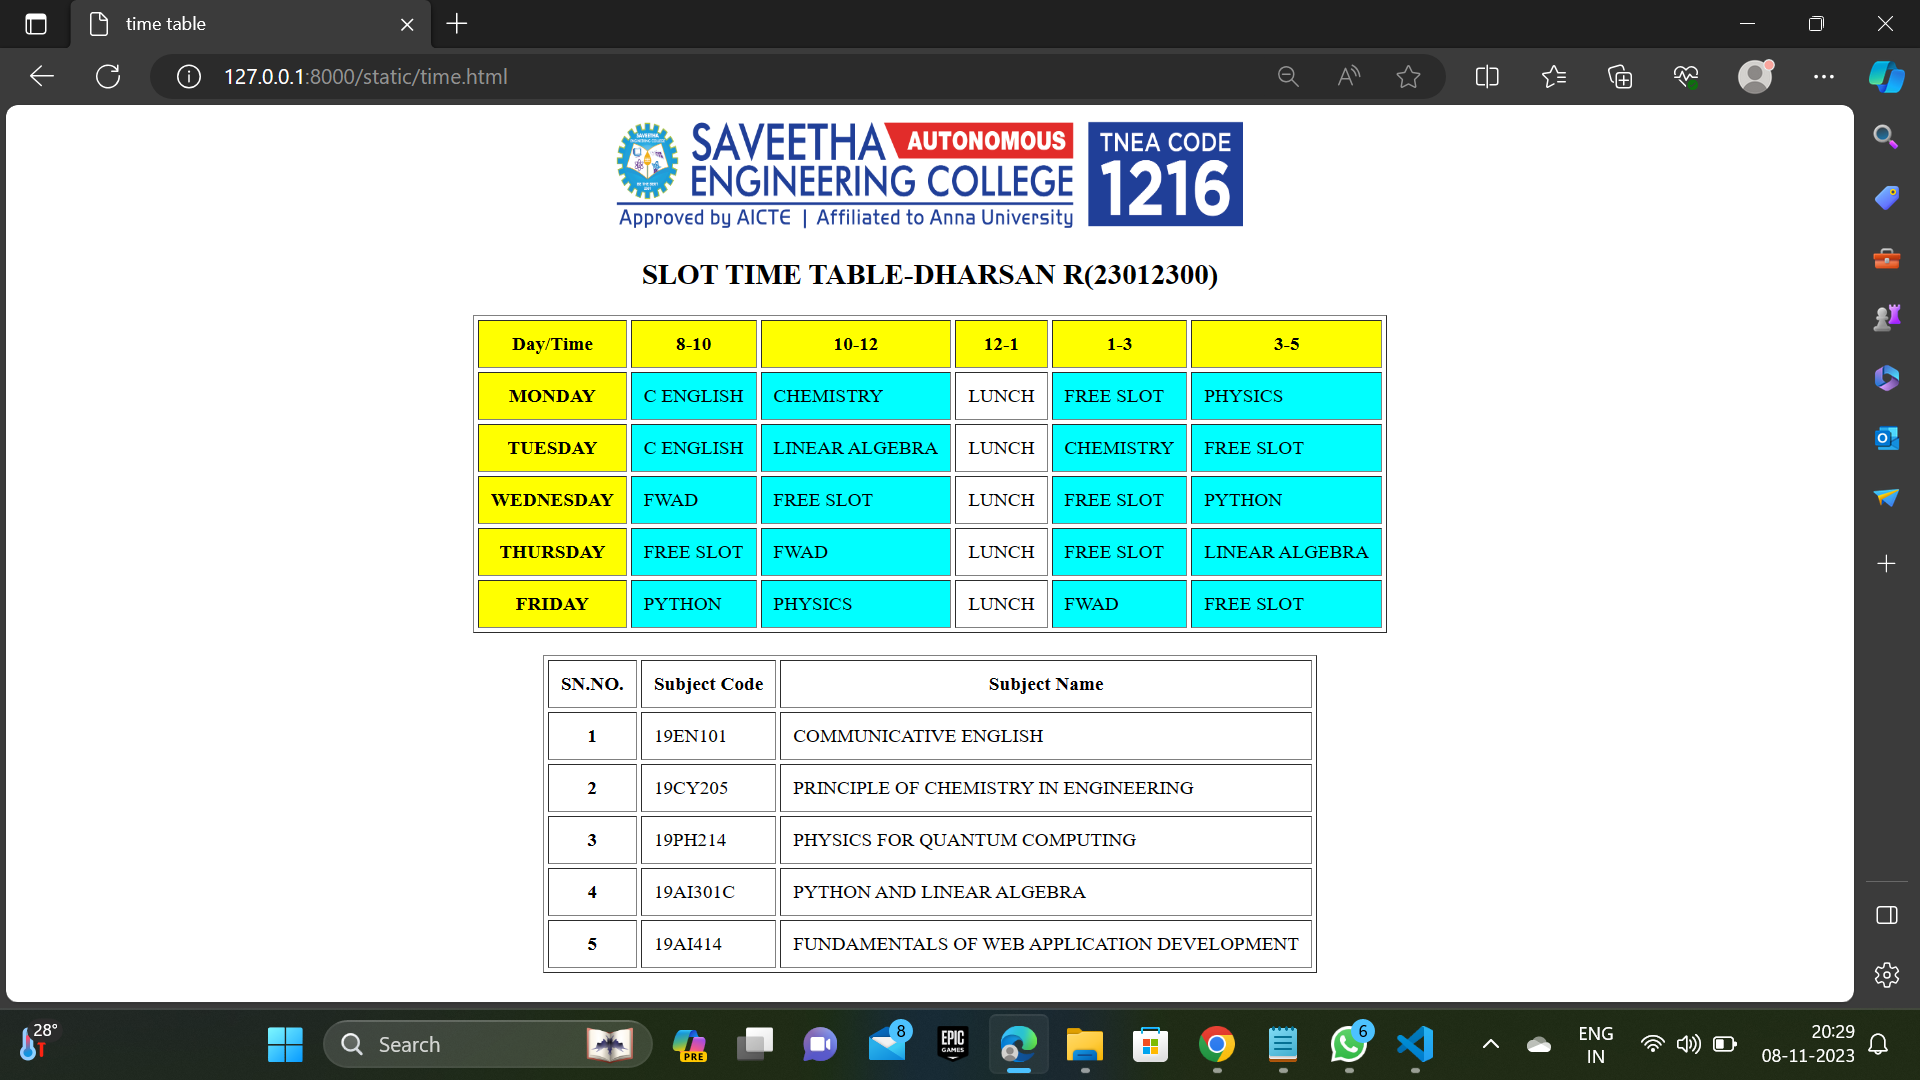 time table
127.0.0.1:8000/static/time.html
SAVEETHA AUTONOMOUS
ENGINEERING COLLEGE
Approved by AICTE | Affiliated to Anna University
TNEA CODE
1216
SLOT TIME TABLE-DHARSAN R(23012300)
Day/Time 8-10 10-12 12-1 1-3 3-5
MONDAY C ENGLISH CHEMISTRY LUNCH FREE SLOT PHYSICS
TUESDAY C ENGLISH LINEAR ALGEBRA LUNCH CHEMISTRY FREE SLOT
WEDNESDAY FWAD FREE SLOT LUNCH FREE SLOT PYTHON
THURSDAY FREE SLOT FWAD LUNCH FREE SLOT LINEAR ALGEBRA
FRIDAY PYTHON PHYSICS LUNCH FWAD FREE SLOT
SN.NO. Subject Code Subject Name
1 19EN101 COMMUNICATIVE ENGLISH
2 19CY205 PRINCIPLE OF CHEMISTRY IN ENGINEERING
3 19PH214 PHYSICS FOR QUANTUM COMPUTING
4 19AI301C PYTHON AND LINEAR ALGEBRA
5 19AI414 FUNDAMENTALS OF WEB APPLICATION DEVELOPMENT
28°
Search
PRE
8
EPIC
GAMES
6
ENG
IN
20:29
08-11-2023